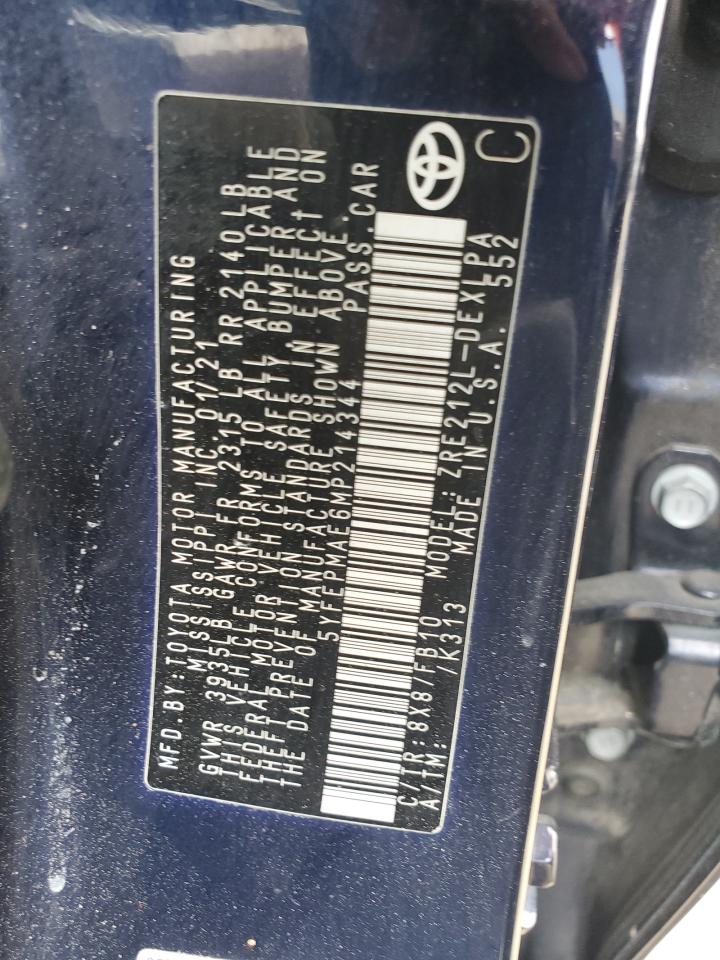 MFD.BY:TOYOTA MOTOR MANUFACTURING
MISSISSIPPI INC. 01/21
GVWR 3935LB GAWR FR 2315 LB RR 2140LB
THIS VEHICLE CONFORMS TO ALL APPLICABLE
FEDERAL MOTOR VEHICLE SAFETY, BUMPER AND
THEFT PREVENTION STANDARDS IN EFFECT ON
THE DATE OF MANUFACTURE SHOWN ABOVE.
5YFEPMAE6MP214344 PASS.CAR
C/TR:8X8/FB10 MODEL:ZRE212L-DEXLPA
A/TM: /K313 MADE IN U.S.A. 552
C